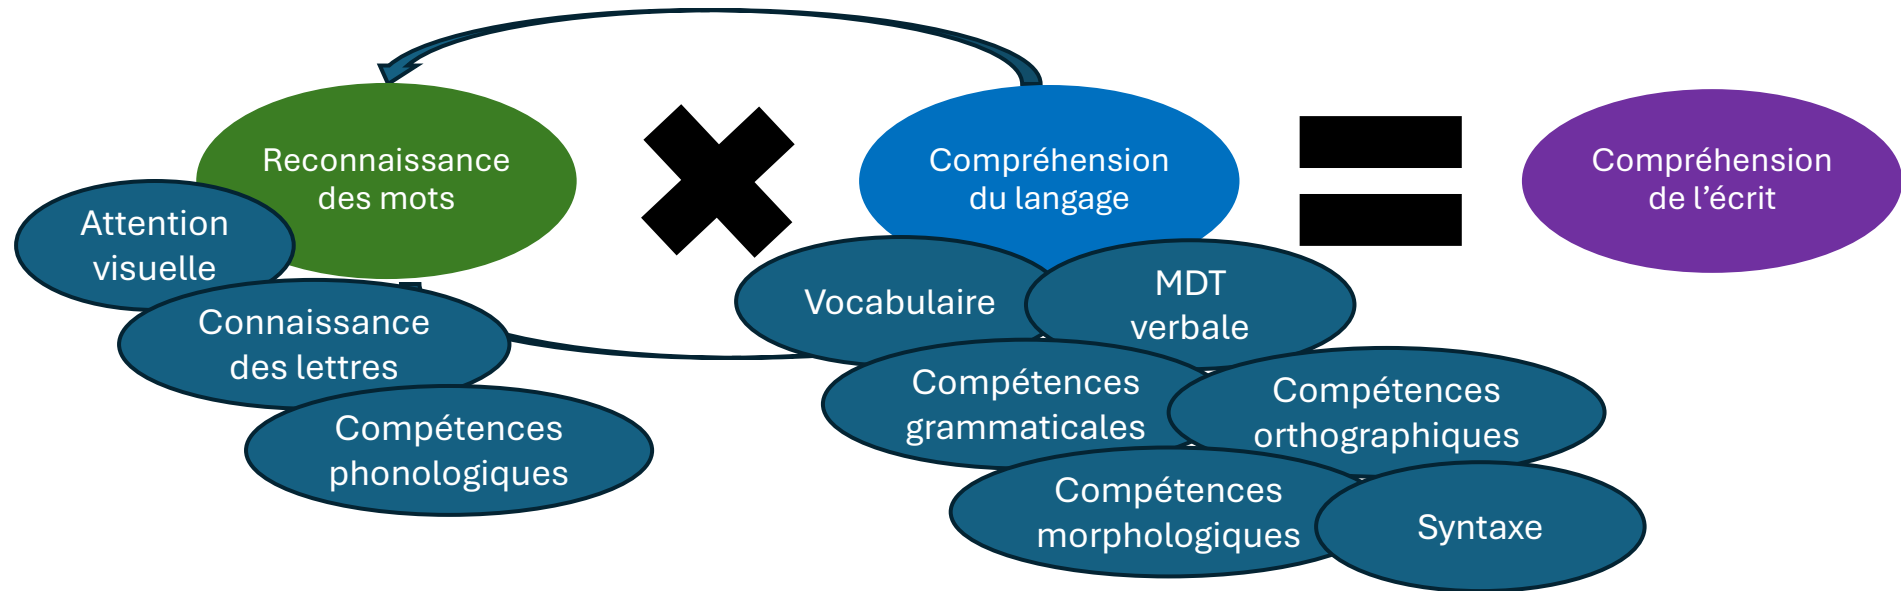 Reconnaissance
des mots
Compréhension
du langage
Compréhension
de l'écrit
Attention
visuelle
Connaissance
des lettres
Compétences
phonologiques
Vocabulaire
MDT
verbale
Compétences
grammaticales
Compétences
orthographiques
Compétences
morphologiques
Syntaxe